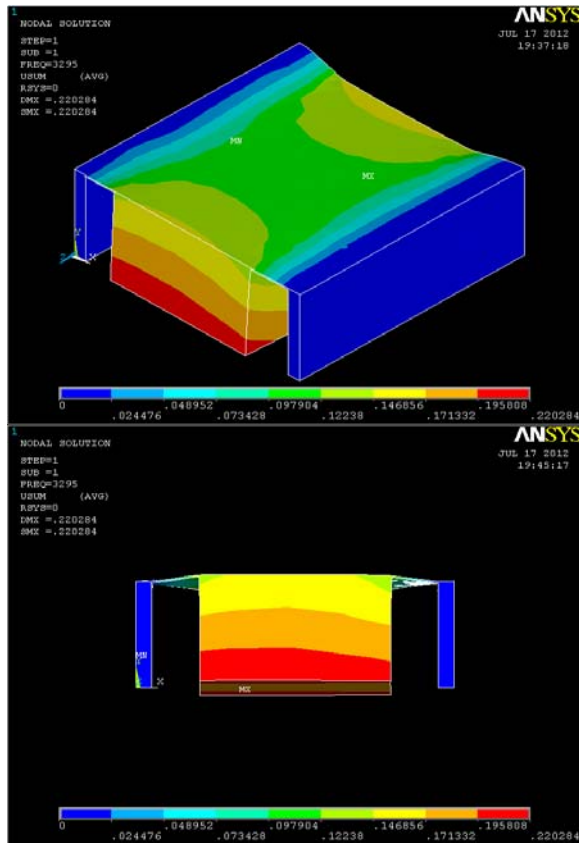 1
ANSYS
NODAL SOLUTION
JUL 17 2012
19:37:18
STEP=1
SUB =1
FREQ=3295
USUM (AVG)
RSYS=0
DMX =.220284
SMX =.220284
MN
MX
Y
Z X
0 .048952 .097904 .146856 .195808
.024476 .073428 .12238 .171332 .220284
1
ANSYS
NODAL SOLUTION
JUL 17 2012
19:45:17
STEP=1
SUB =1
FREQ=3295
USUM (AVG)
RSYS=0
DMX =.220284
SMX =.220284
MN
X
MX
0 .048952 .097904 .146856 .195808
.024476 .073428 .12238 .171332 .220284